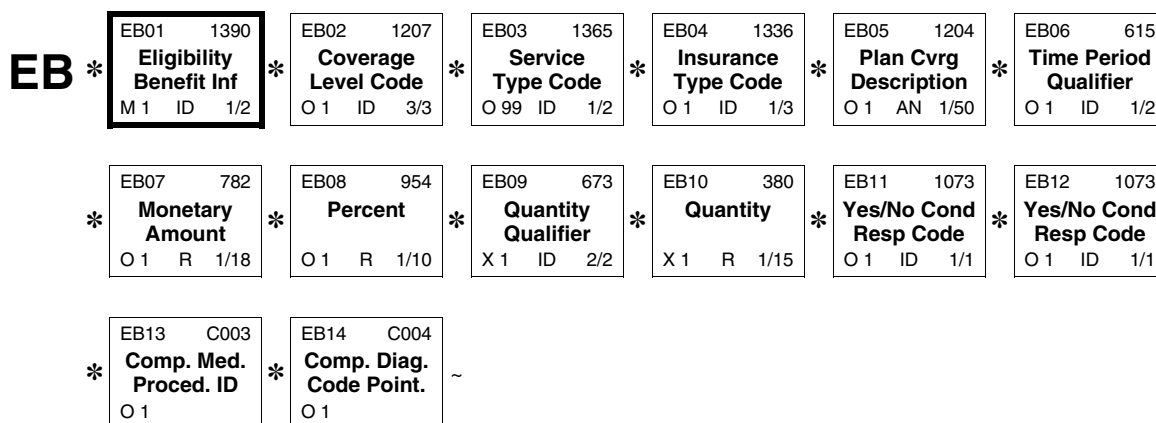 EB01 1390 EB02 1207 EB03 1365 EB04 1336 EB05 1204 EB06 615
EB * Eligibility Benefit Inf * Coverage Level Code * Service Type Code * Insurance Type Code * Plan Cvrg Description * Time Period Qualifier
M 1 ID 1/2 O 1 ID 3/3 O 99 ID 1/2 O 1 ID 1/3 O 1 AN 1/50 O 1 ID 1/2
EB07 782 EB08 954 EB09 673 EB10 380 EB11 1073 EB12 1073
* Monetary Amount * Percent * Quantity Qualifier * Quantity * Yes/No Cond Resp Code * Yes/No Cond Resp Code
O 1 R 1/18 O 1 R 1/10 X 1 ID 2/2 X 1 R 1/15 O 1 ID 1/1 O 1 ID 1/1
EB13 C003 EB14 C004
* Comp. Med. Proced. ID * Comp. Diag. Code Point. ~
O 1 O 1